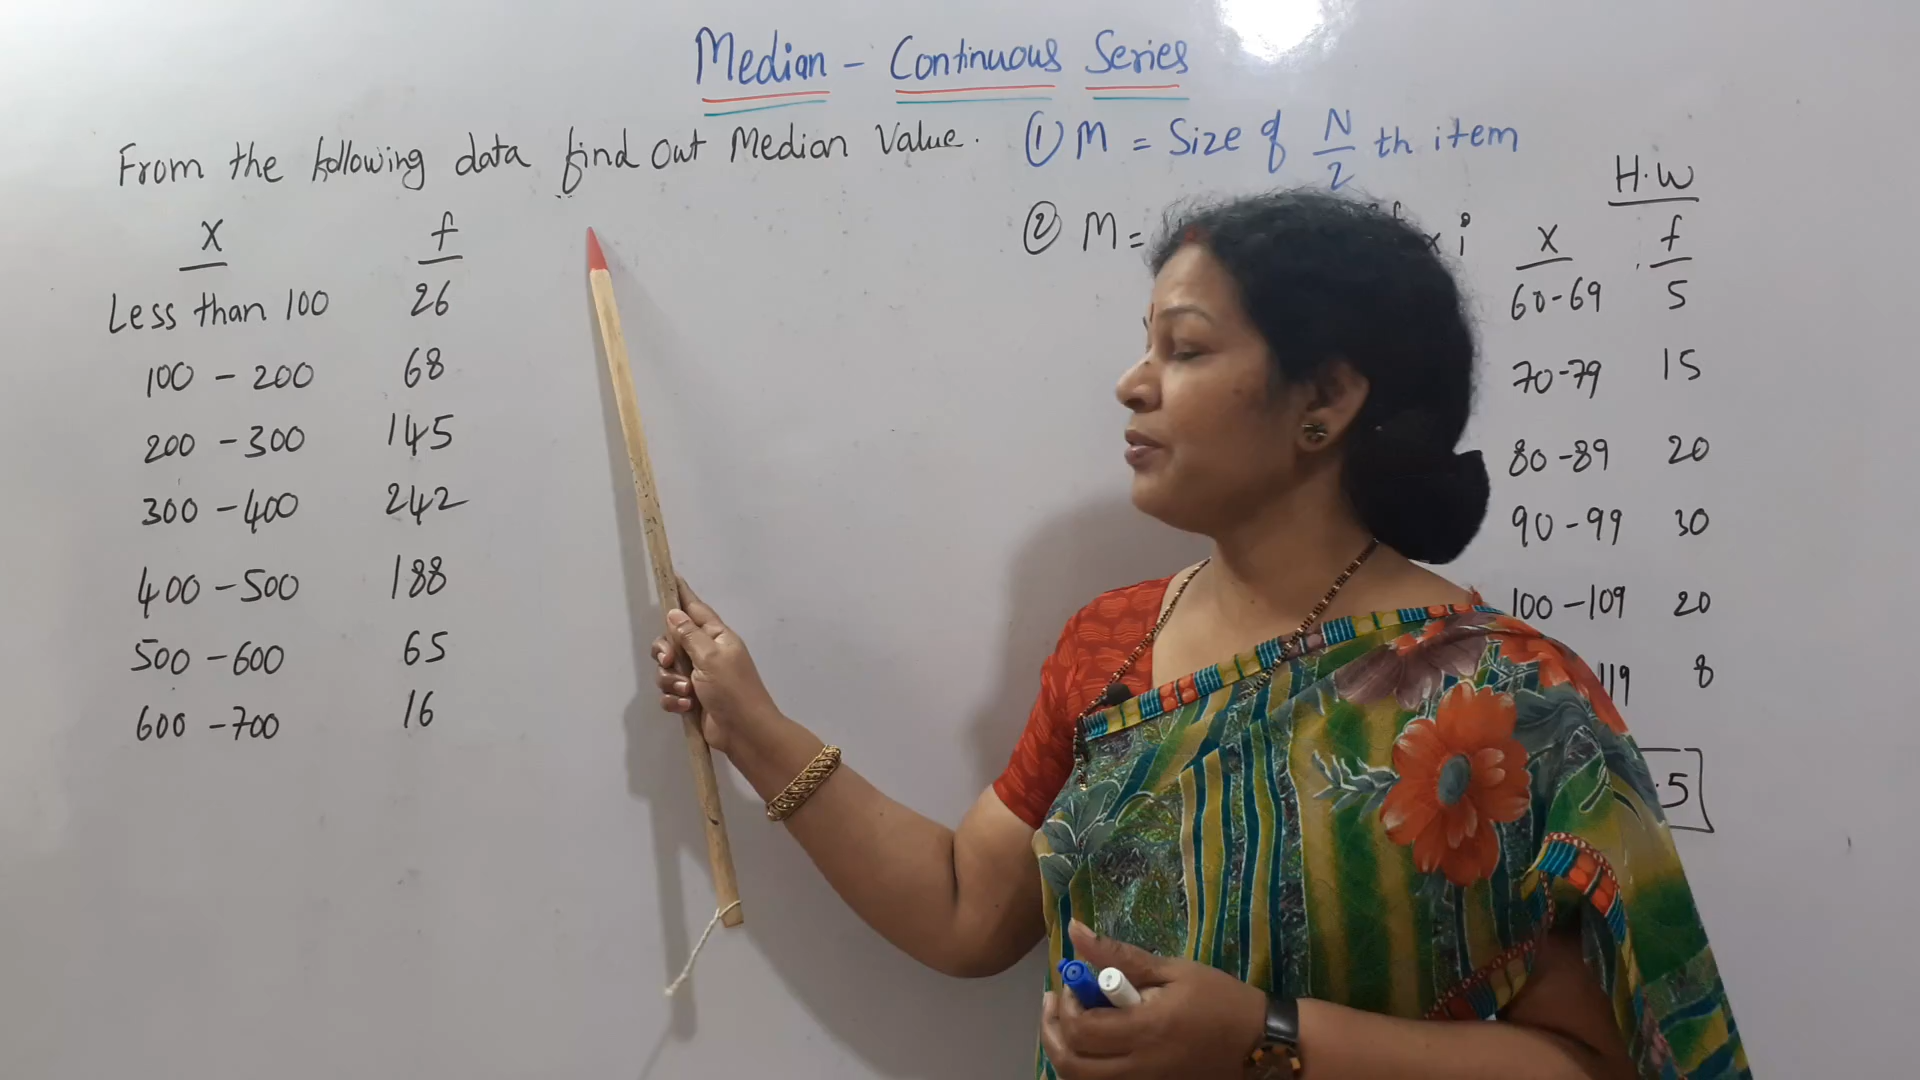 Median - Continuous Series
From the following data find out Median Value.
① M = Size of N/2 th item
② M = x i
X f
Less than 100 26
100 - 200 68
200 - 300 145
300 - 400 242
400 - 500 188
500 - 600 65
600 - 700 16
H.W
X f
60-69 5
70-79 15
80-89 20
90-99 30
100-109 20
119 8
.5